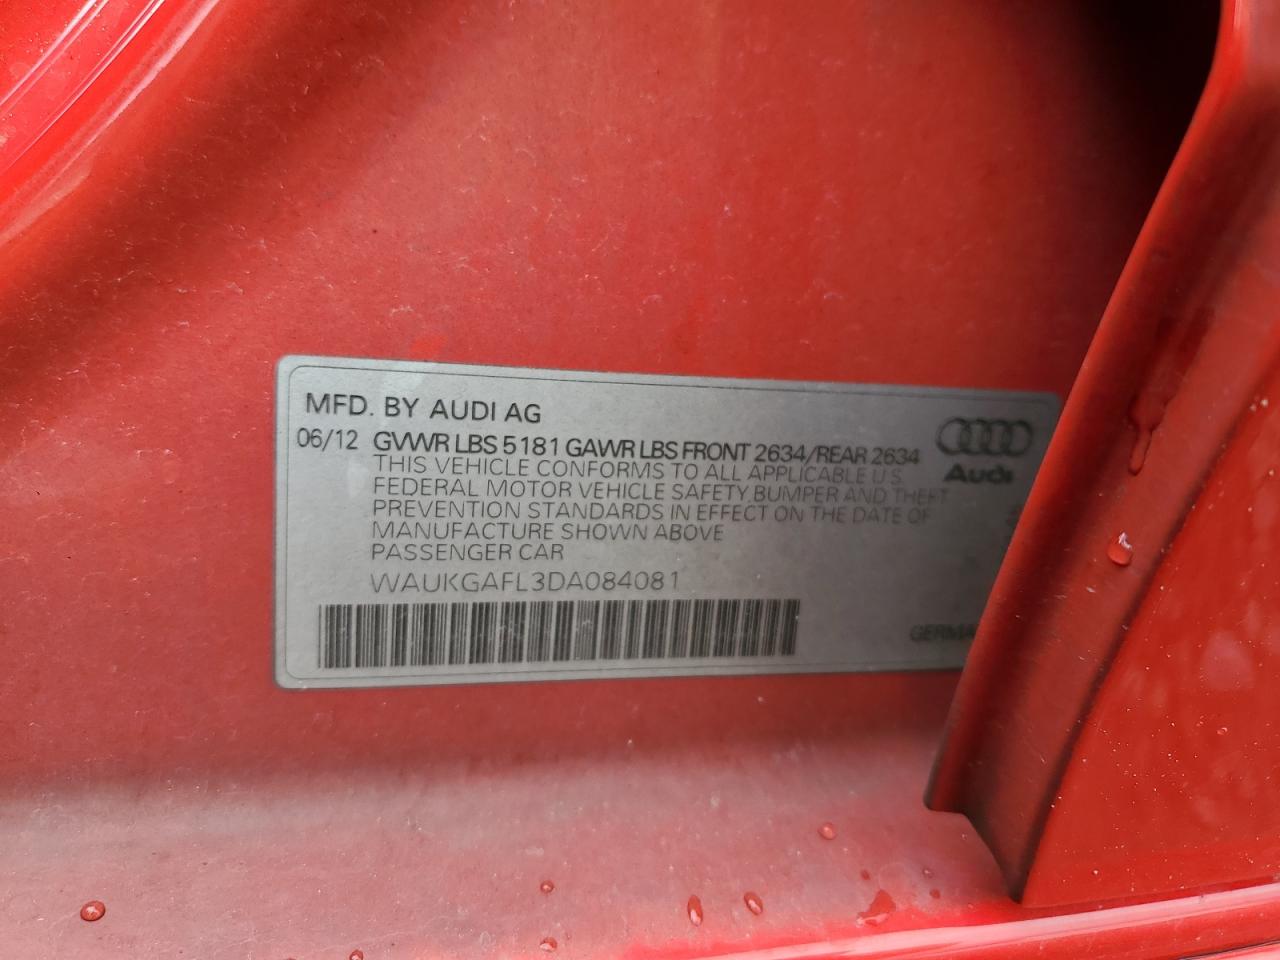 MFD. BY AUDI AG
06/12 GVWR LBS 5181 GAWR LBS FRONT 2634/REAR 2634
THIS VEHICLE CONFORMS TO ALL APPLICABLE U.S.
FEDERAL MOTOR VEHICLE SAFETY, BUMPER AND THEFT
PREVENTION STANDARDS IN EFFECT ON THE DATE OF
MANUFACTURE SHOWN ABOVE
PASSENGER CAR
WAUKGAFL3DA084081
Audi
GERMA